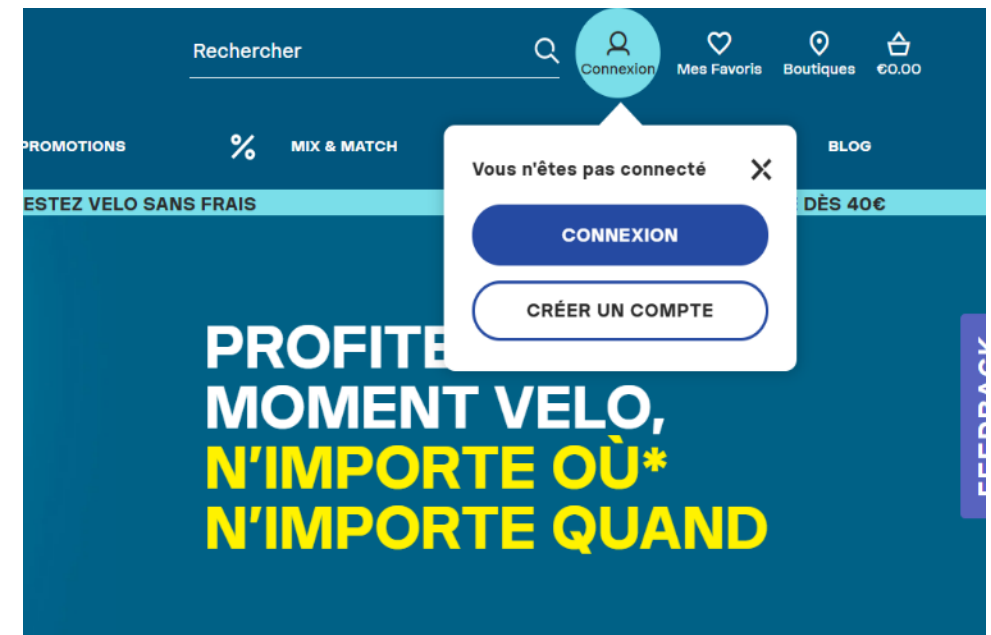 Rechercher
Connexion
Mes Favoris
Boutiques
€0.00
PROMOTIONS
%
MIX & MATCH
BLOG
Vous n'êtes pas connecté
ESTEZ VELO SANS FRAIS
DÈS 40€
CONNEXION
CRÉER UN COMPTE
PROFITE
MOMENT VELO,
N'IMPORTE OÙ*
N'IMPORTE QUAND
FEEDBACK